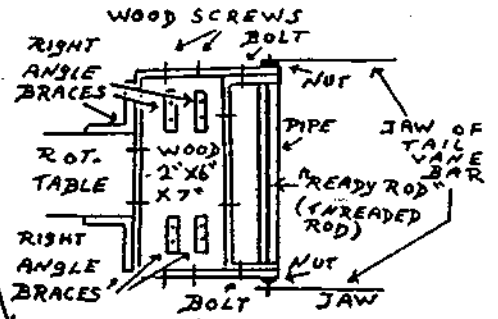 WOOD SCREWS
BOLT
RIGHT
ANGLE
BRACES
NUT
PIPE
JAW OF
TAIL
VANE
BAR
ROT.
TABLE
WOOD
2"X6"
X7"
"READY ROD"
(THREADED
ROD)
RIGHT
ANGLE
BRACES
NUT
BOLT
JAW